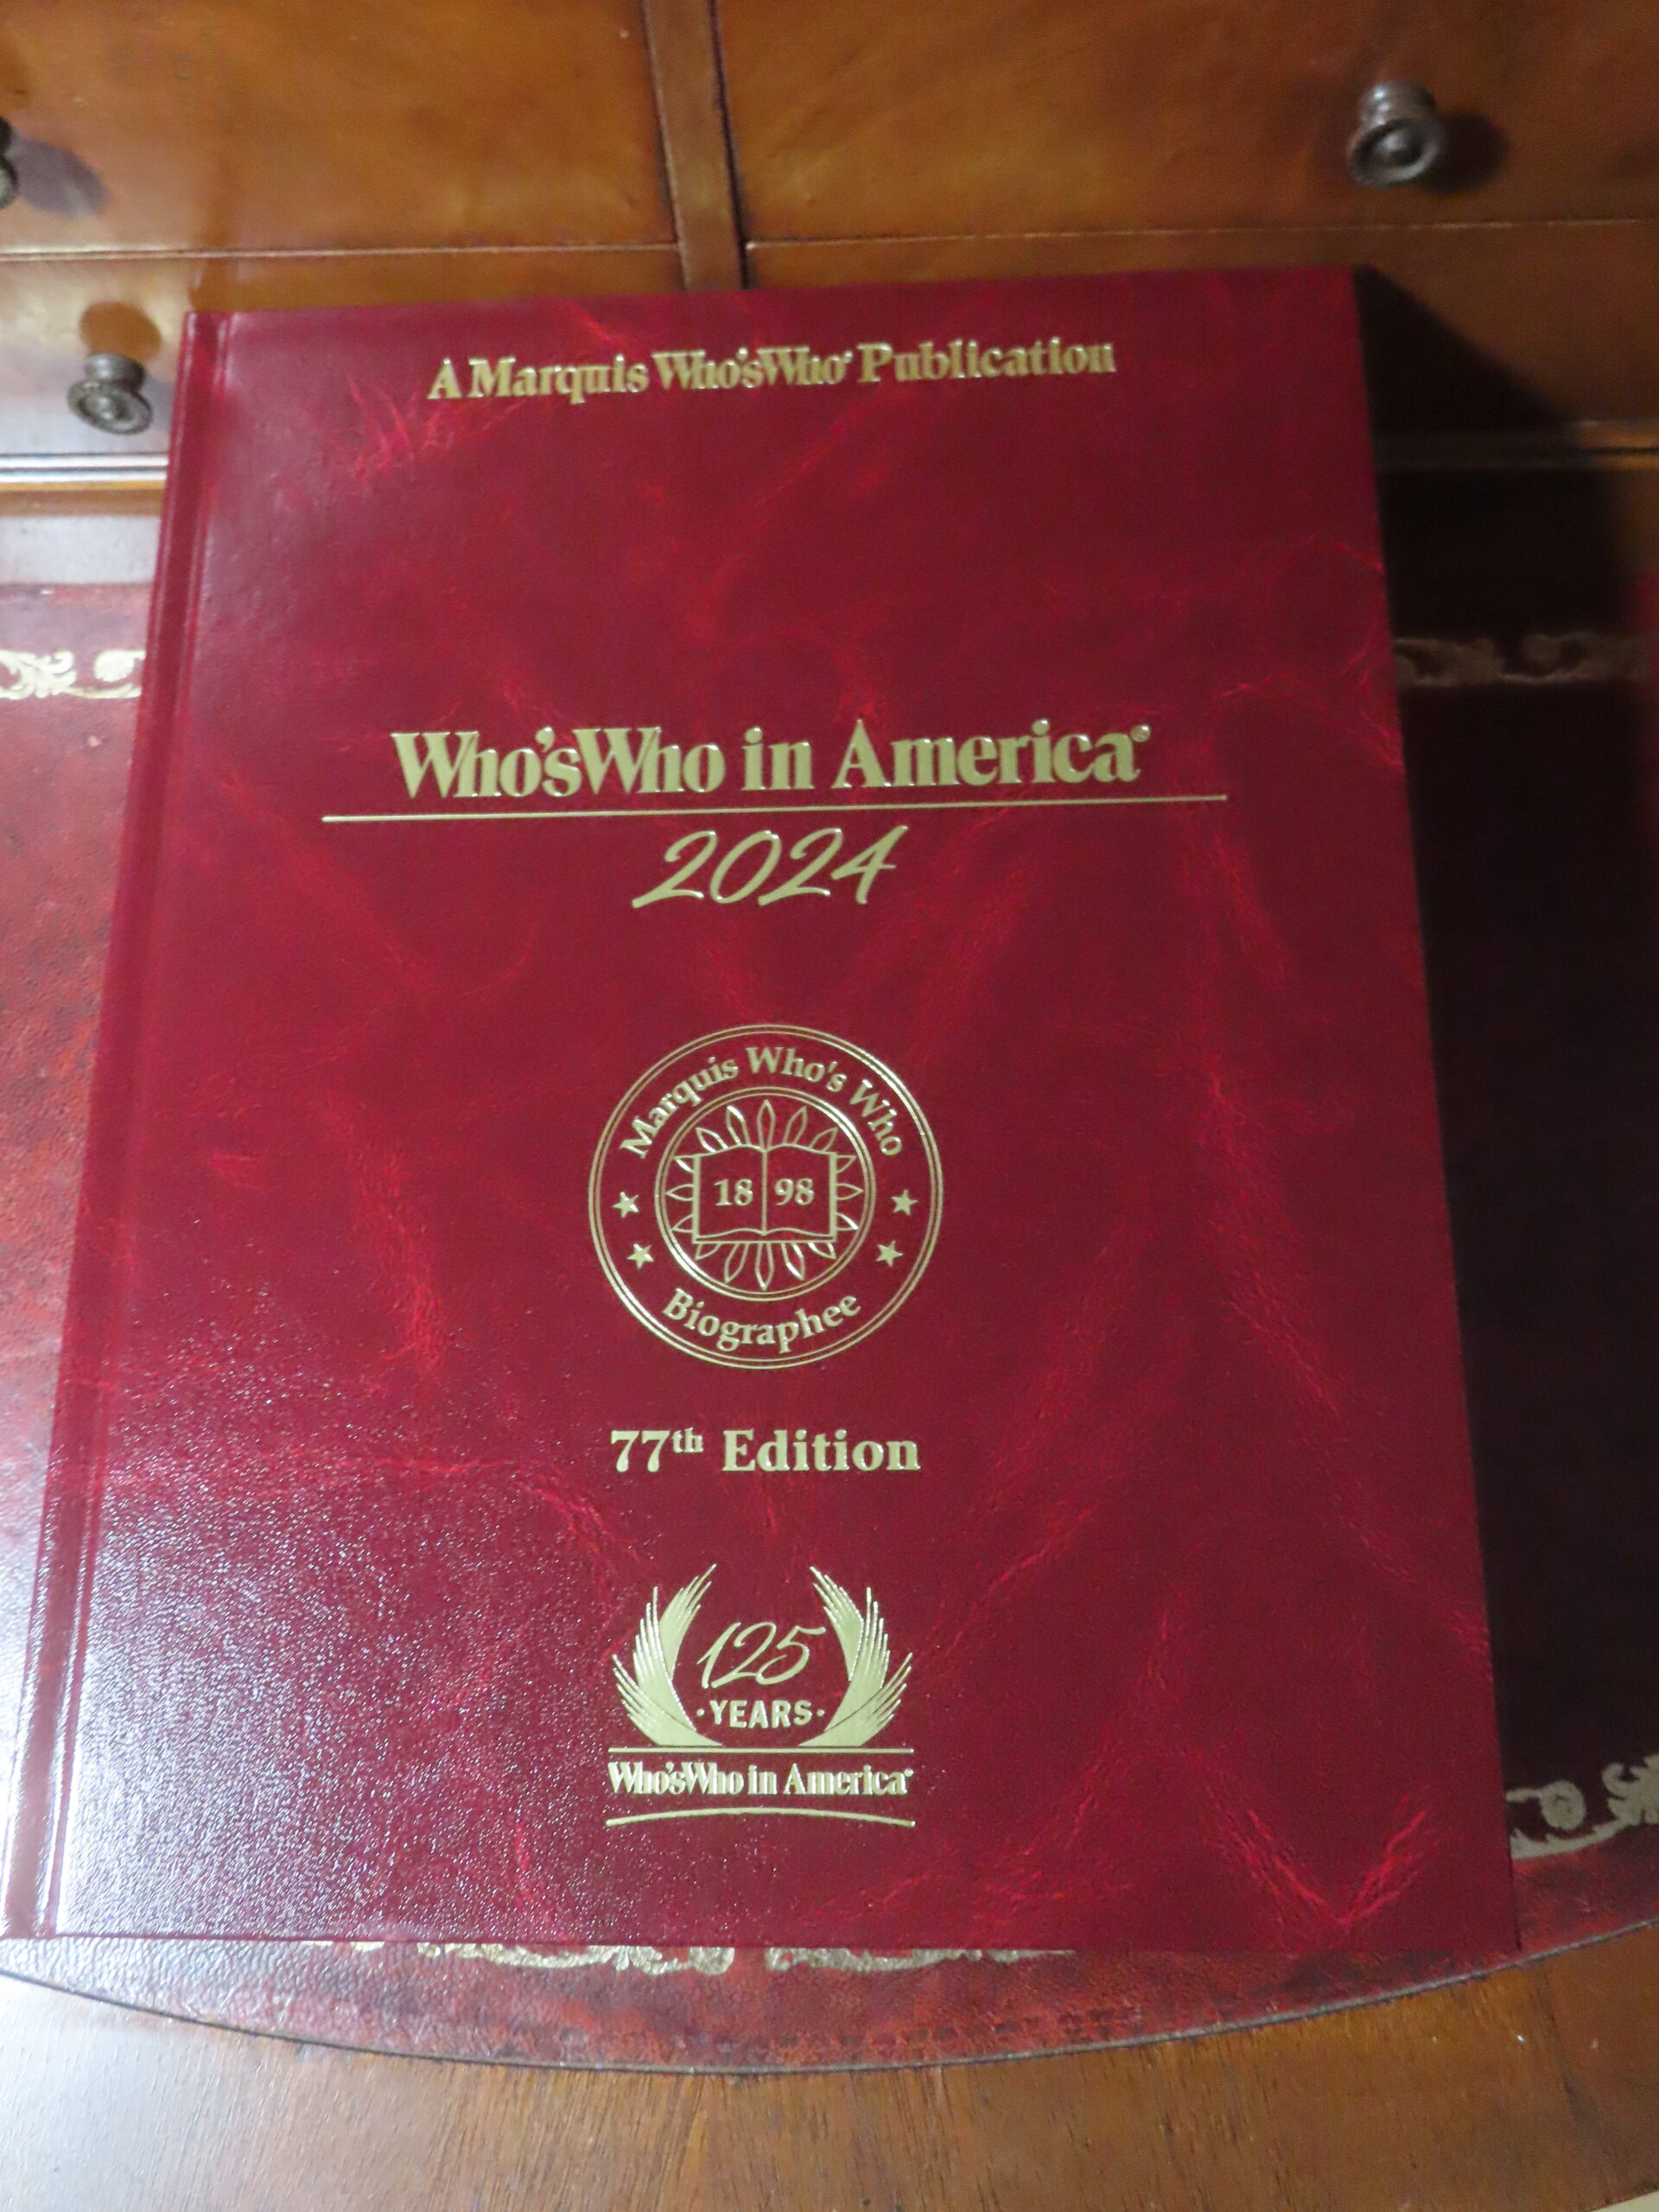 A Marquis Who'sWho® Publication
Who'sWho in America®
2024
Marquis Who's Who
18 98
Biographee
77th Edition
125
·YEARS·
Who'sWho in America®